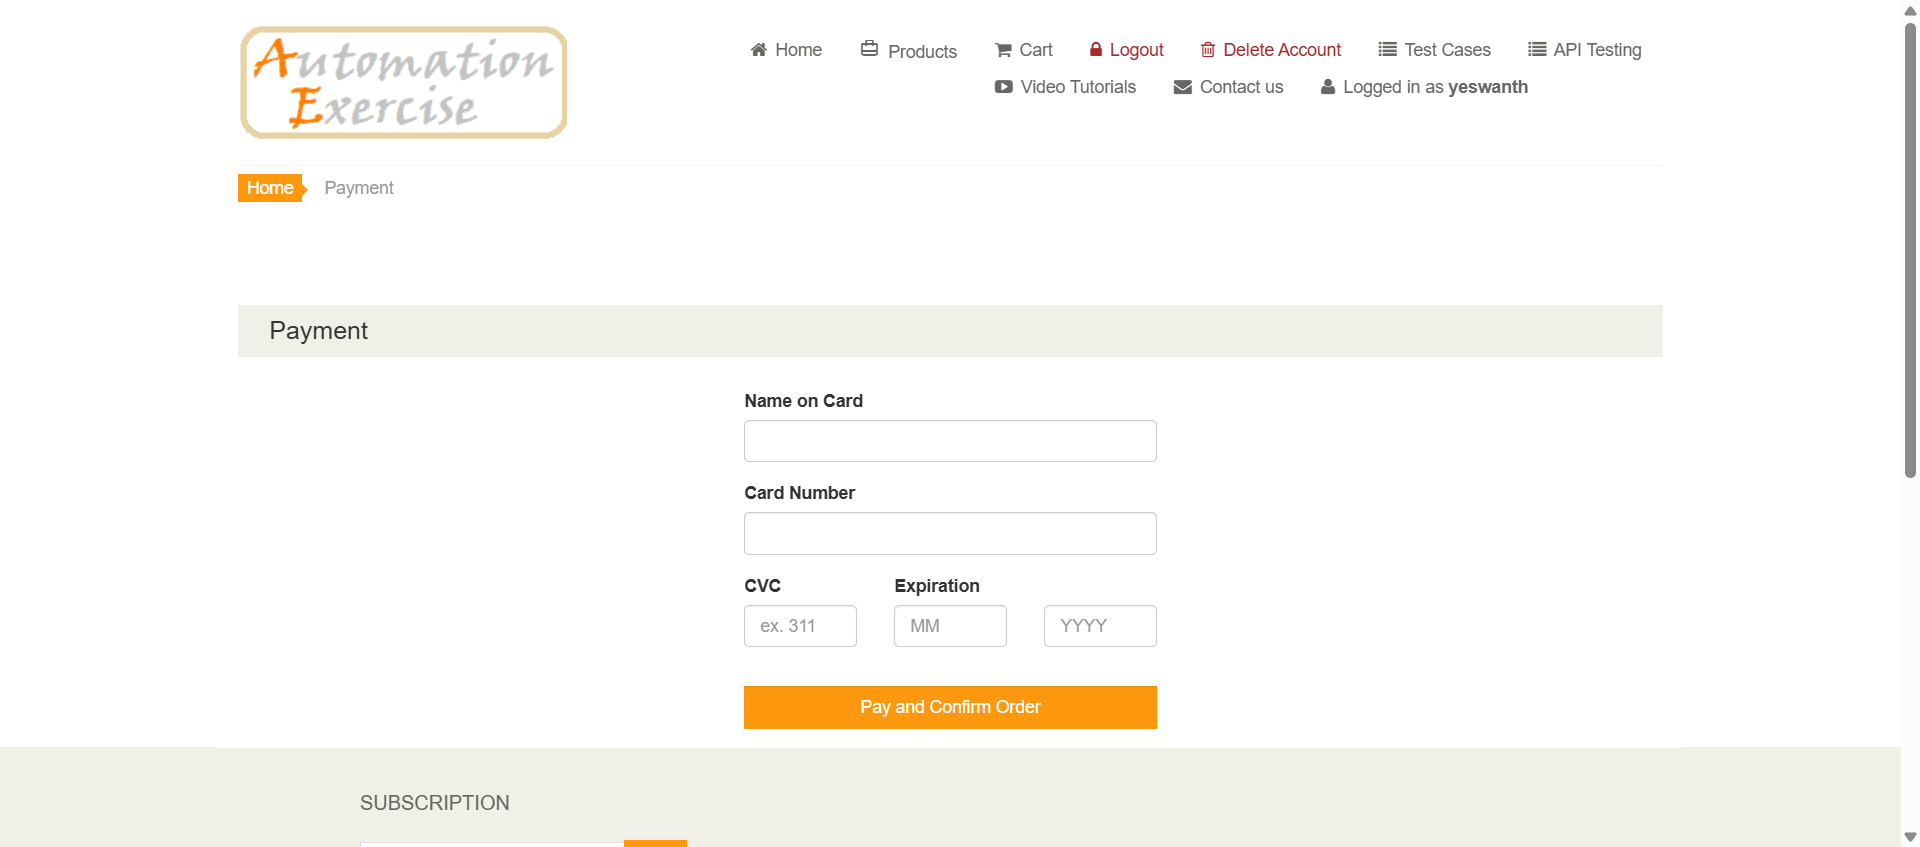 Automation
Exercise
Home Products Cart Logout Delete Account Test Cases API Testing
Video Tutorials Contact us Logged in as yeswanth
Home Payment
Payment
Name on Card
Card Number
CVC Expiration
ex. 311 MM YYYY
Pay and Confirm Order
SUBSCRIPTION